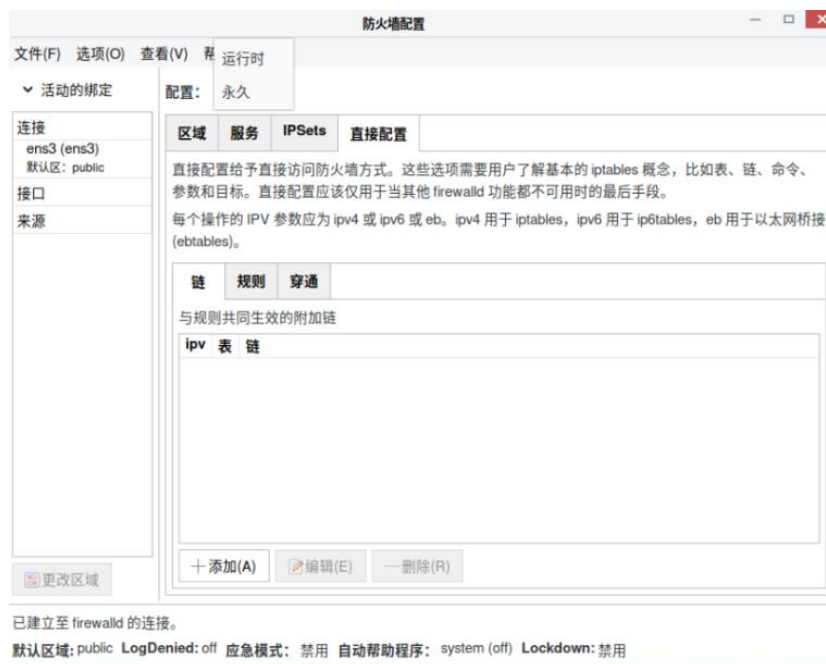 防火墙配置
文件(F) 选项(O) 查看(V) 帮
运行时
永久
活动的绑定
配置：
连接
ens3 (ens3)
默认区：public
接口
来源
更改区域
区域 服务 IPSets 直接配置
直接配置给予直接访问防火墙方式。这些选项需要用户了解基本的 iptables 概念，比如表、链、命令、
参数和目标。直接配置应该仅用于当其他 firewalld 功能都不可用时的最后手段。
每个操作的 IPV 参数应为 ipv4 或 ipv6 或 eb。ipv4 用于 iptables，ipv6 用于 ip6tables，eb 用于以太网桥接
(ebtables)。
链 规则 穿通
与规则共同生效的附加链
ipv 表 链
添加(A) 编辑(E) 删除(R)
已建立至 firewalld 的连接。
默认区域: public LogDenied: off 应急模式： 禁用 自动帮助程序： system (off) Lockdown: 禁用